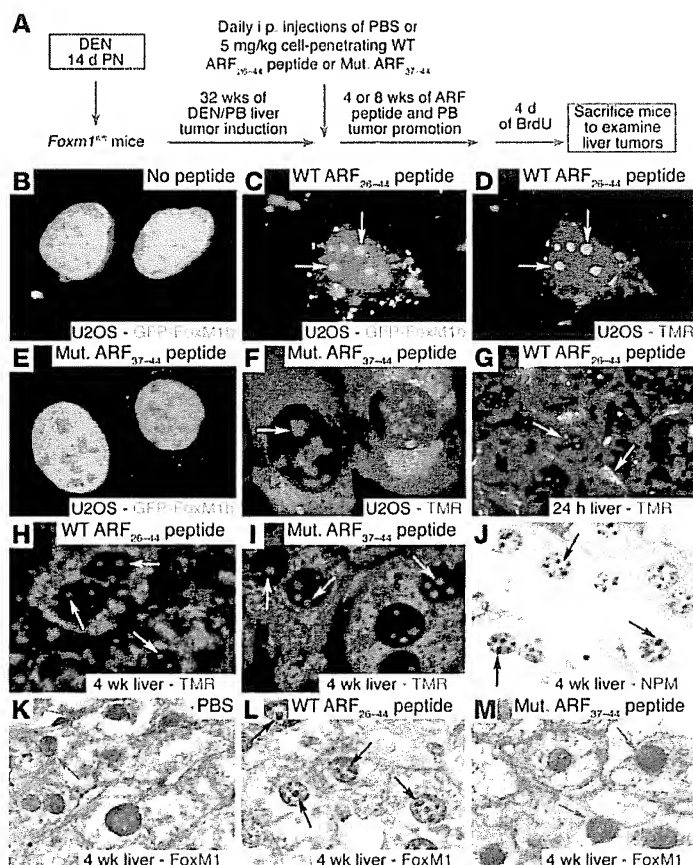 A
DEN
14 d PN
Daily i.p. injections of PBS or
5 mg/kg cell-penetrating WT
ARF26–44 peptide or Mut. ARF37–44
Foxm1fl/fl mice
32 wks of
DEN/PB liver
tumor induction
4 or 8 wks of ARF
peptide and PB
tumor promotion
4 d
of BrdU
Sacrifice mice
to examine
liver tumors
B
No peptide
U2OS - GFP-FoxM1b
C
WT ARF26–44 peptide
U2OS - GFP-FoxM1b
D
WT ARF26–44 peptide
U2OS - TMR
E
Mut. ARF37–44 peptide
U2OS - GFP-FoxM1b
F
Mut. ARF37–44 peptide
U2OS - TMR
G
WT ARF26–44 peptide
24 h liver - TMR
H
WT ARF26–44 peptide
4 wk liver - TMR
I
Mut. ARF37–44 peptide
4 wk liver - TMR
J
4 wk liver - NPM
K
PBS
4 wk liver - FoxM1
L
WT ARF26–44 peptide
4 wk liver - FoxM1
M
Mut. ARF37–44 peptide
4 wk liver - FoxM1